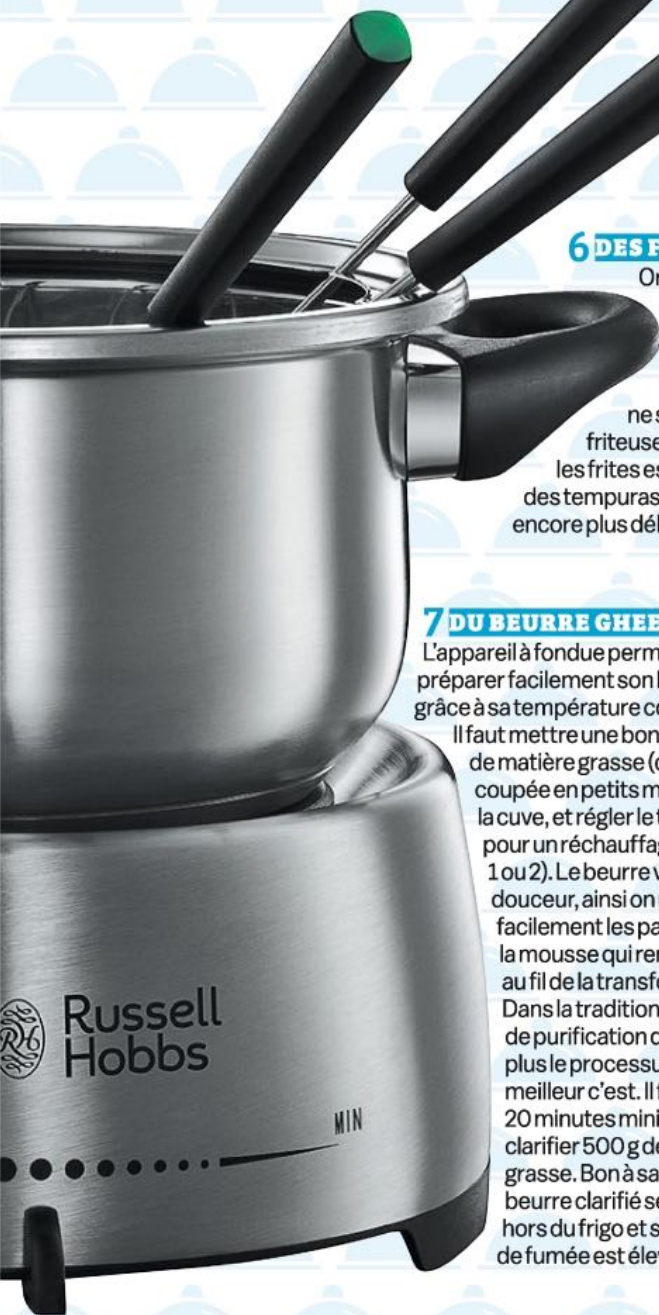 6 DES F
On
ne s
friteuse
les frites es
des tempuras
encore plus dél
7 DU BEURRE GHEE
L'appareil à fondue perm
préparer facilement son
grâce à sa température co
Il faut mettre une bon
de matière grasse (
coupée en petits m
la cuve, et régler le t
pour un réchauffag
1 ou 2). Le beurre v
douceur, ainsi on
facilement les pa
la mousse qui rem
au fil de la transfo
Dans la tradition
de purification d
plus le processu
meilleur c'est. Il f
20 minutes mini
clarifier 500 g de
grasse. Bon à sa
beurre clarifié se
hors du frigo et s
de fumée est élev
RH
Russell
Hobbs
MIN